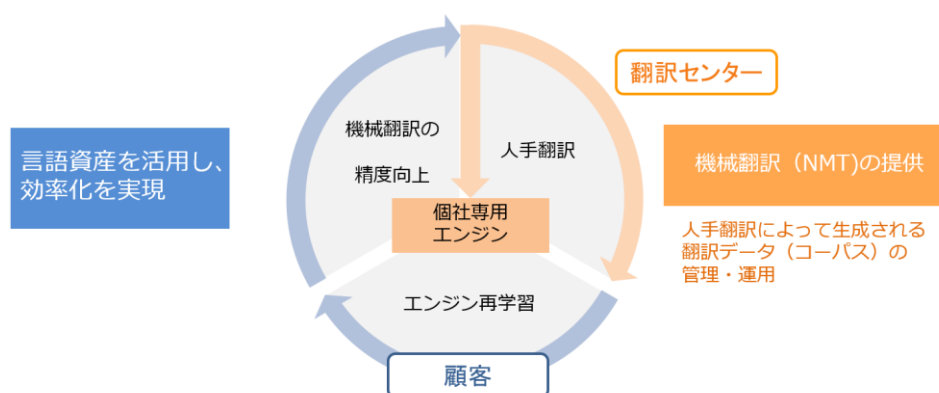 翻訳センター
言語資産を活用し、
効率化を実現
機械翻訳の
精度向上
人手翻訳
機械翻訳（NMT)の提供
個社専用
エンジン
人手翻訳によって生成される
翻訳データ（コーパス）の
管理・運用
エンジン再学習
顧客